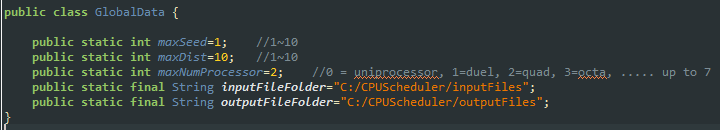 public class GlobalData {
public static int maxSeed=1;    //1~10
public static int maxDist=10;   //1~10
public static int maxNumProcessor=2;    //0 = uniprocessor, 1=duel, 2=quad, 3=octa, ..... up to 7
public static final String inputFileFolder="C:/CPUScheduler/inputFiles";
public static final String outputFileFolder="C:/CPUScheduler/outputFiles";
}